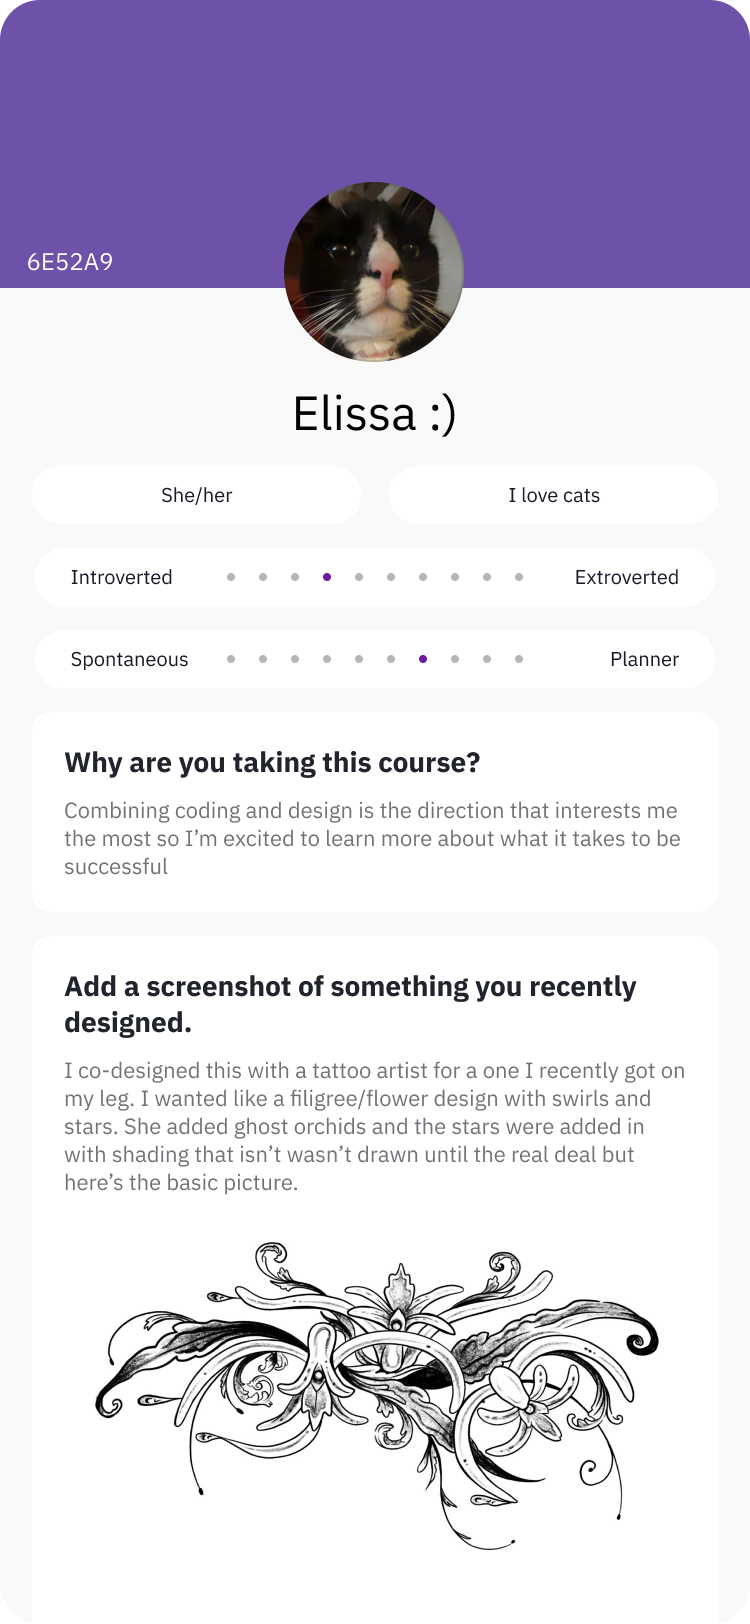 6E52A9
Elissa :)
She/her
I love cats
Introverted
Extroverted
Spontaneous
Planner
Why are you taking this course?
Combining coding and design is the direction that interests me
the most so I’m excited to learn more about what it takes to be
successful
Add a screenshot of something you recently
designed.
I co-designed this with a tattoo artist for a one I recently got on
my leg. I wanted like a filigree/flower design with swirls and
stars. She added ghost orchids and the stars were added in
with shading that isn’t wasn’t drawn until the real deal but
here’s the basic picture.